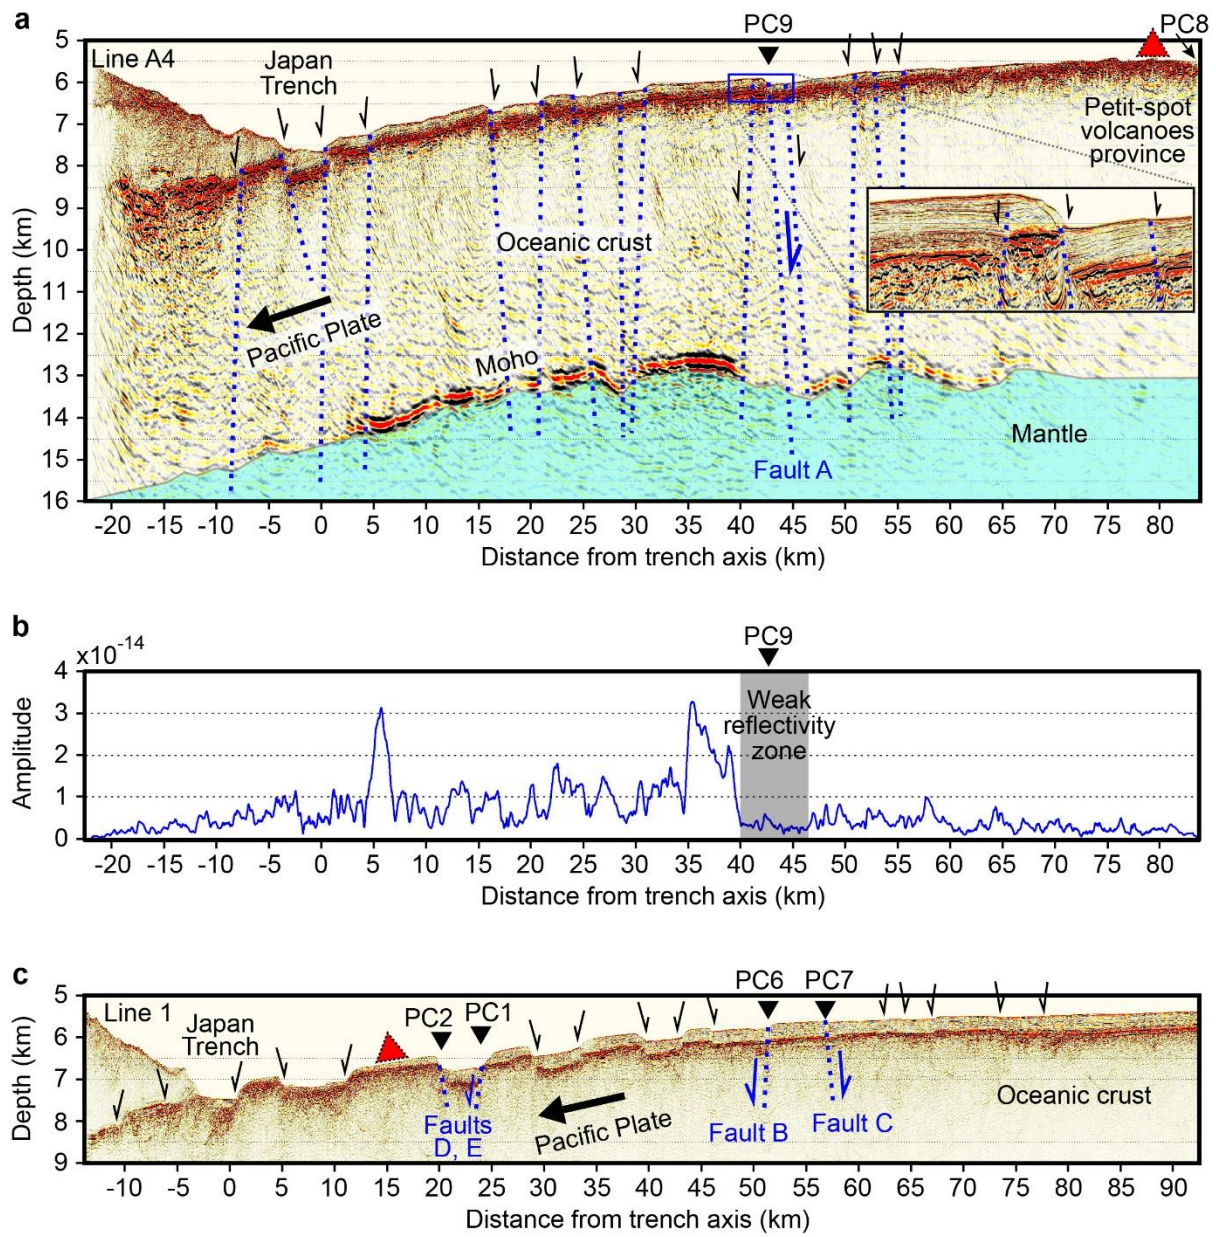 a
PC9
PC8
Line A4
Japan
Trench
Petit-spot
volcanoes
province
Oceanic crust
Pacific Plate
Moho
Mantle
Fault A
5
6
7
8
9
10
11
12
13
14
15
16
Depth (km)
-20 -15 -10 -5 0 5 10 15 20 25 30 35 40 45 50 55 60 65 70 75 80
Distance from trench axis (km)
b
x10-14
PC9
Weak
reflectivity
zone
4
3
2
1
0
Amplitude
-20 -15 -10 -5 0 5 10 15 20 25 30 35 40 45 50 55 60 65 70 75 80
Distance from trench axis (km)
c
PC6 PC7
Line 1
Japan
Trench
PC2 PC1
Faults
D, E
Pacific Plate
Fault B
Fault C
Oceanic crust
5
6
7
8
9
Depth (km)
-10 -5 0 5 10 15 20 25 30 35 40 45 50 55 60 65 70 75 80 85 90
Distance from trench axis (km)